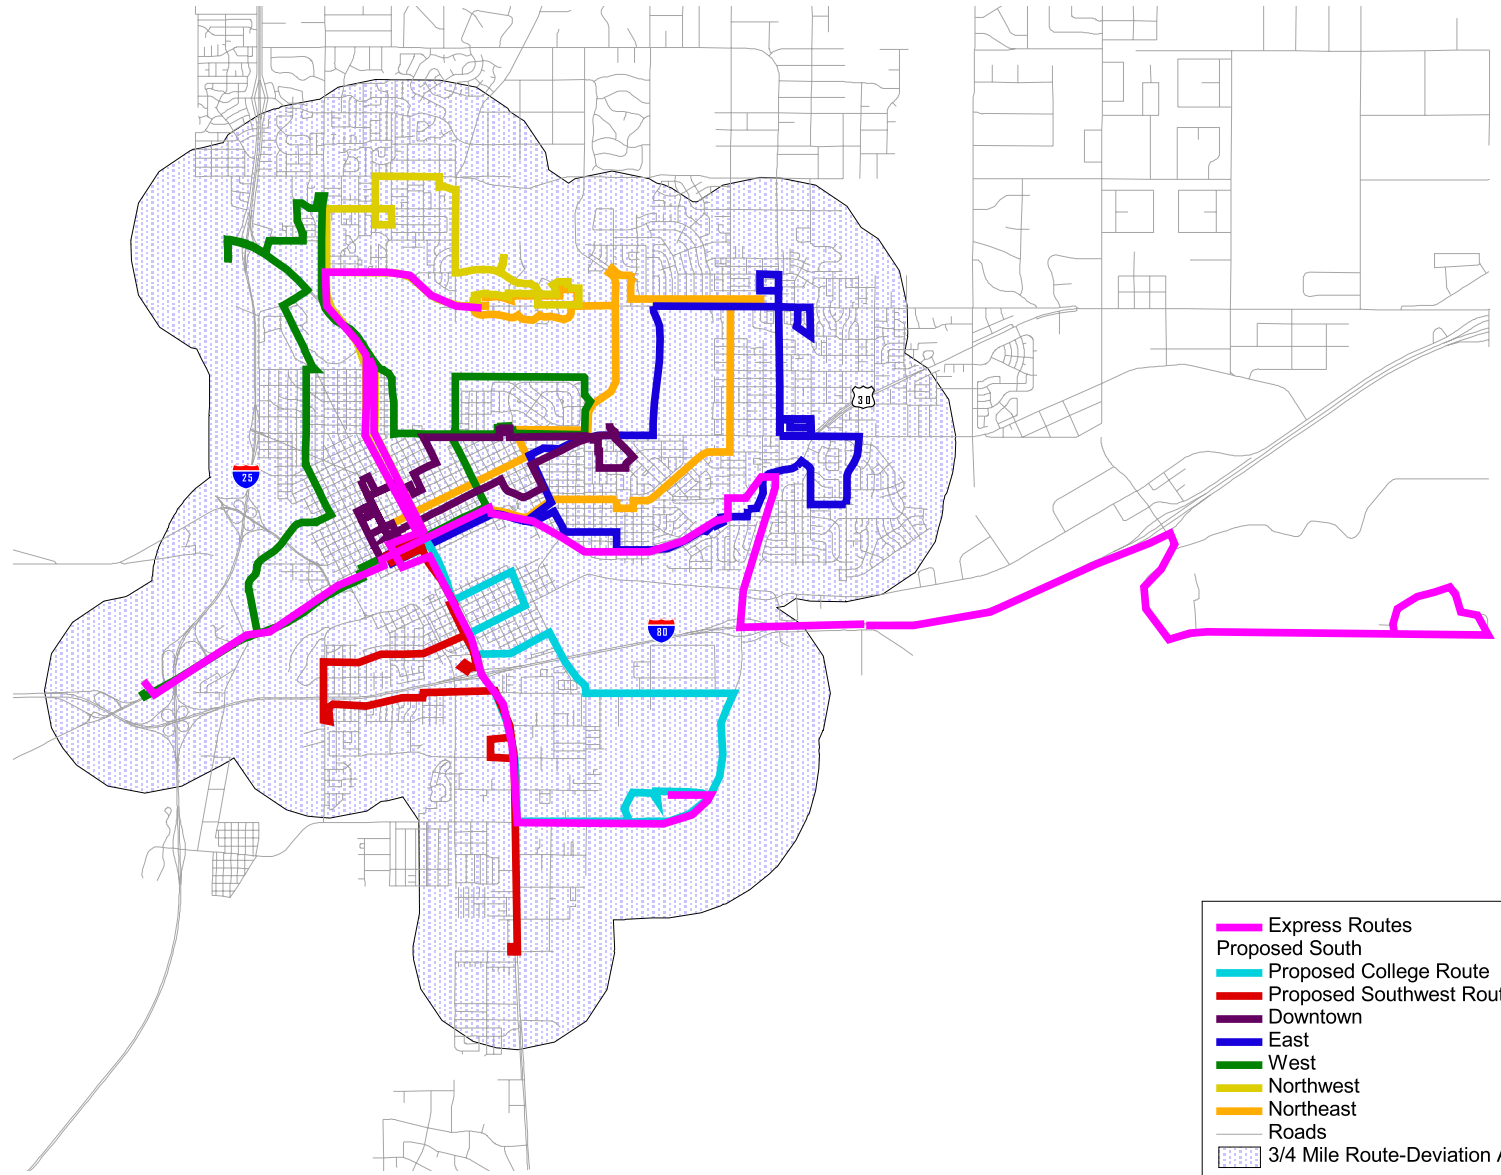 30
25
80
Express Routes
Proposed South
Proposed College Route
Proposed Southwest Rout
Downtown
East
West
Northwest
Northeast
Roads
3/4 Mile Route-Deviation A